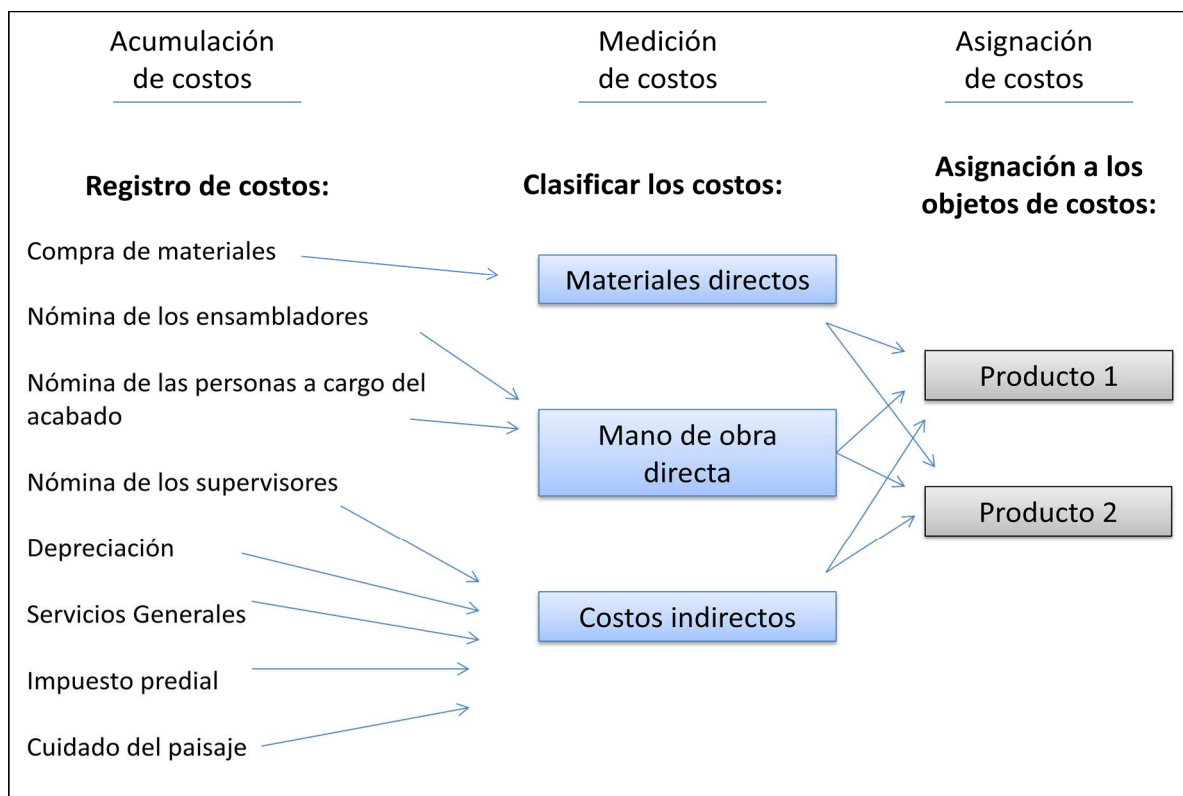 Acumulación
de costos
Medición
de costos
Asignación
de costos
Registro de costos:
Clasificar los costos:
Asignación a los
objetos de costos:
Compra de materiales
Nómina de los ensambladores
Nómina de las personas a cargo del
acabado
Nómina de los supervisores
Depreciación
Servicios Generales
Impuesto predial
Cuidado del paisaje
Materiales directos
Mano de obra
directa
Costos indirectos
Producto 1
Producto 2